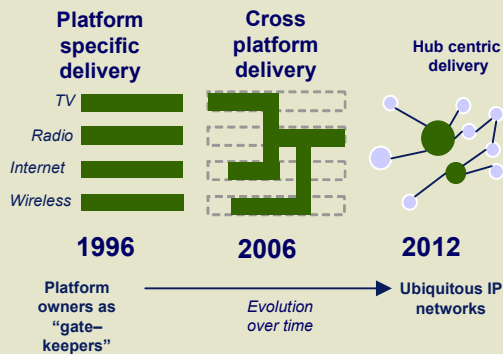 Platform
specific
delivery
Cross
platform
delivery
Hub centric
delivery
TV
Radio
Internet
Wireless
1996
2006
2012
Platform
owners as
“gate–
keepers”
Evolution
over time
Ubiquitous IP
networks